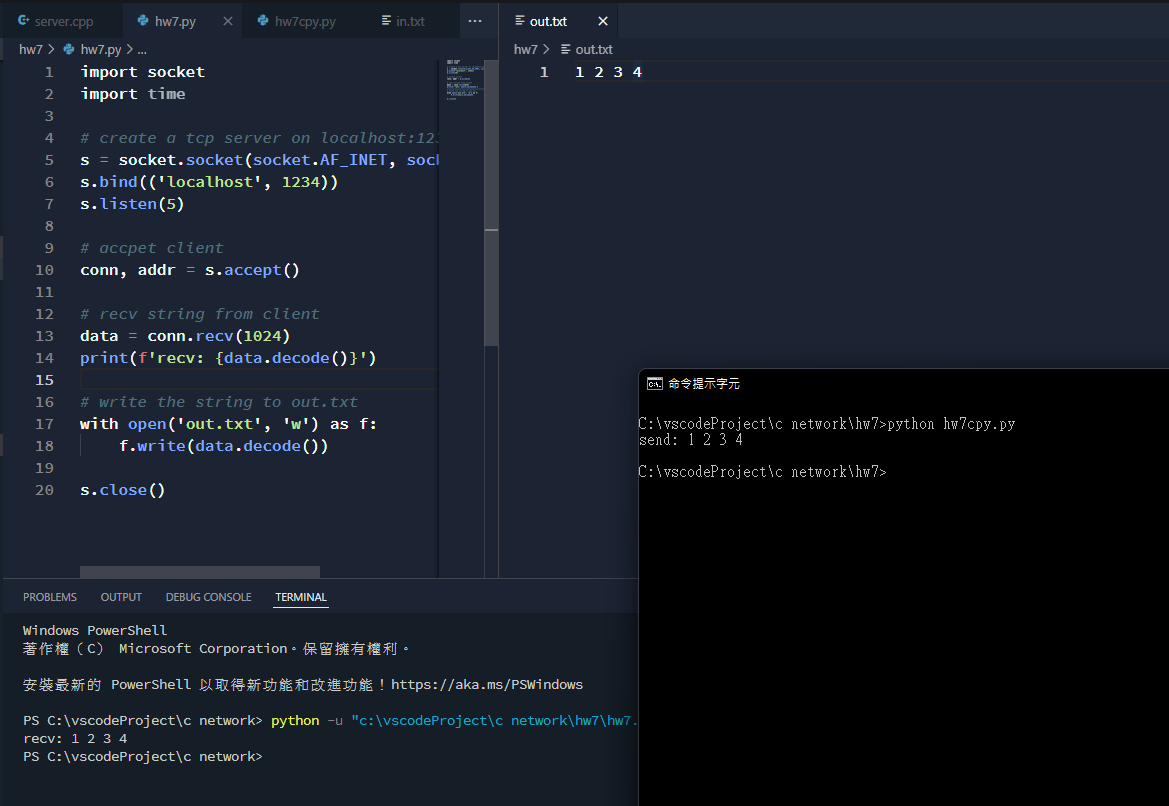 server.cpp hw7.py hw7cpy.py in.txt ...
hw7 > hw7.py > ...
1 import socket
2 import time
3
4 # create a tcp server on localhost:123
5 s = socket.socket(socket.AF_INET, sock
6 s.bind(('localhost', 1234))
7 s.listen(5)
8
9 # accpet client
10 conn, addr = s.accept()
11
12 # recv string from client
13 data = conn.recv(1024)
14 print(f'recv: {data.decode()}')
15
16 # write the string to out.txt
17 with open('out.txt', 'w') as f:
18     f.write(data.decode())
19
20 s.close()
out.txt
hw7 > out.txt
1 1 2 3 4
PROBLEMS OUTPUT DEBUG CONSOLE TERMINAL
Windows PowerShell
著作權（C） Microsoft Corporation。保留擁有權利。
安裝最新的 PowerShell 以取得新功能和改進功能！https://aka.ms/PSWindows
PS C:\vscodeProject\c network> python -u "c:\vscodeProject\c network\hw7\hw7.
recv: 1 2 3 4
PS C:\vscodeProject\c network>
命令提示字元
C:\vscodeProject\c network\hw7>python hw7cpy.py
send: 1 2 3 4
C:\vscodeProject\c network\hw7>